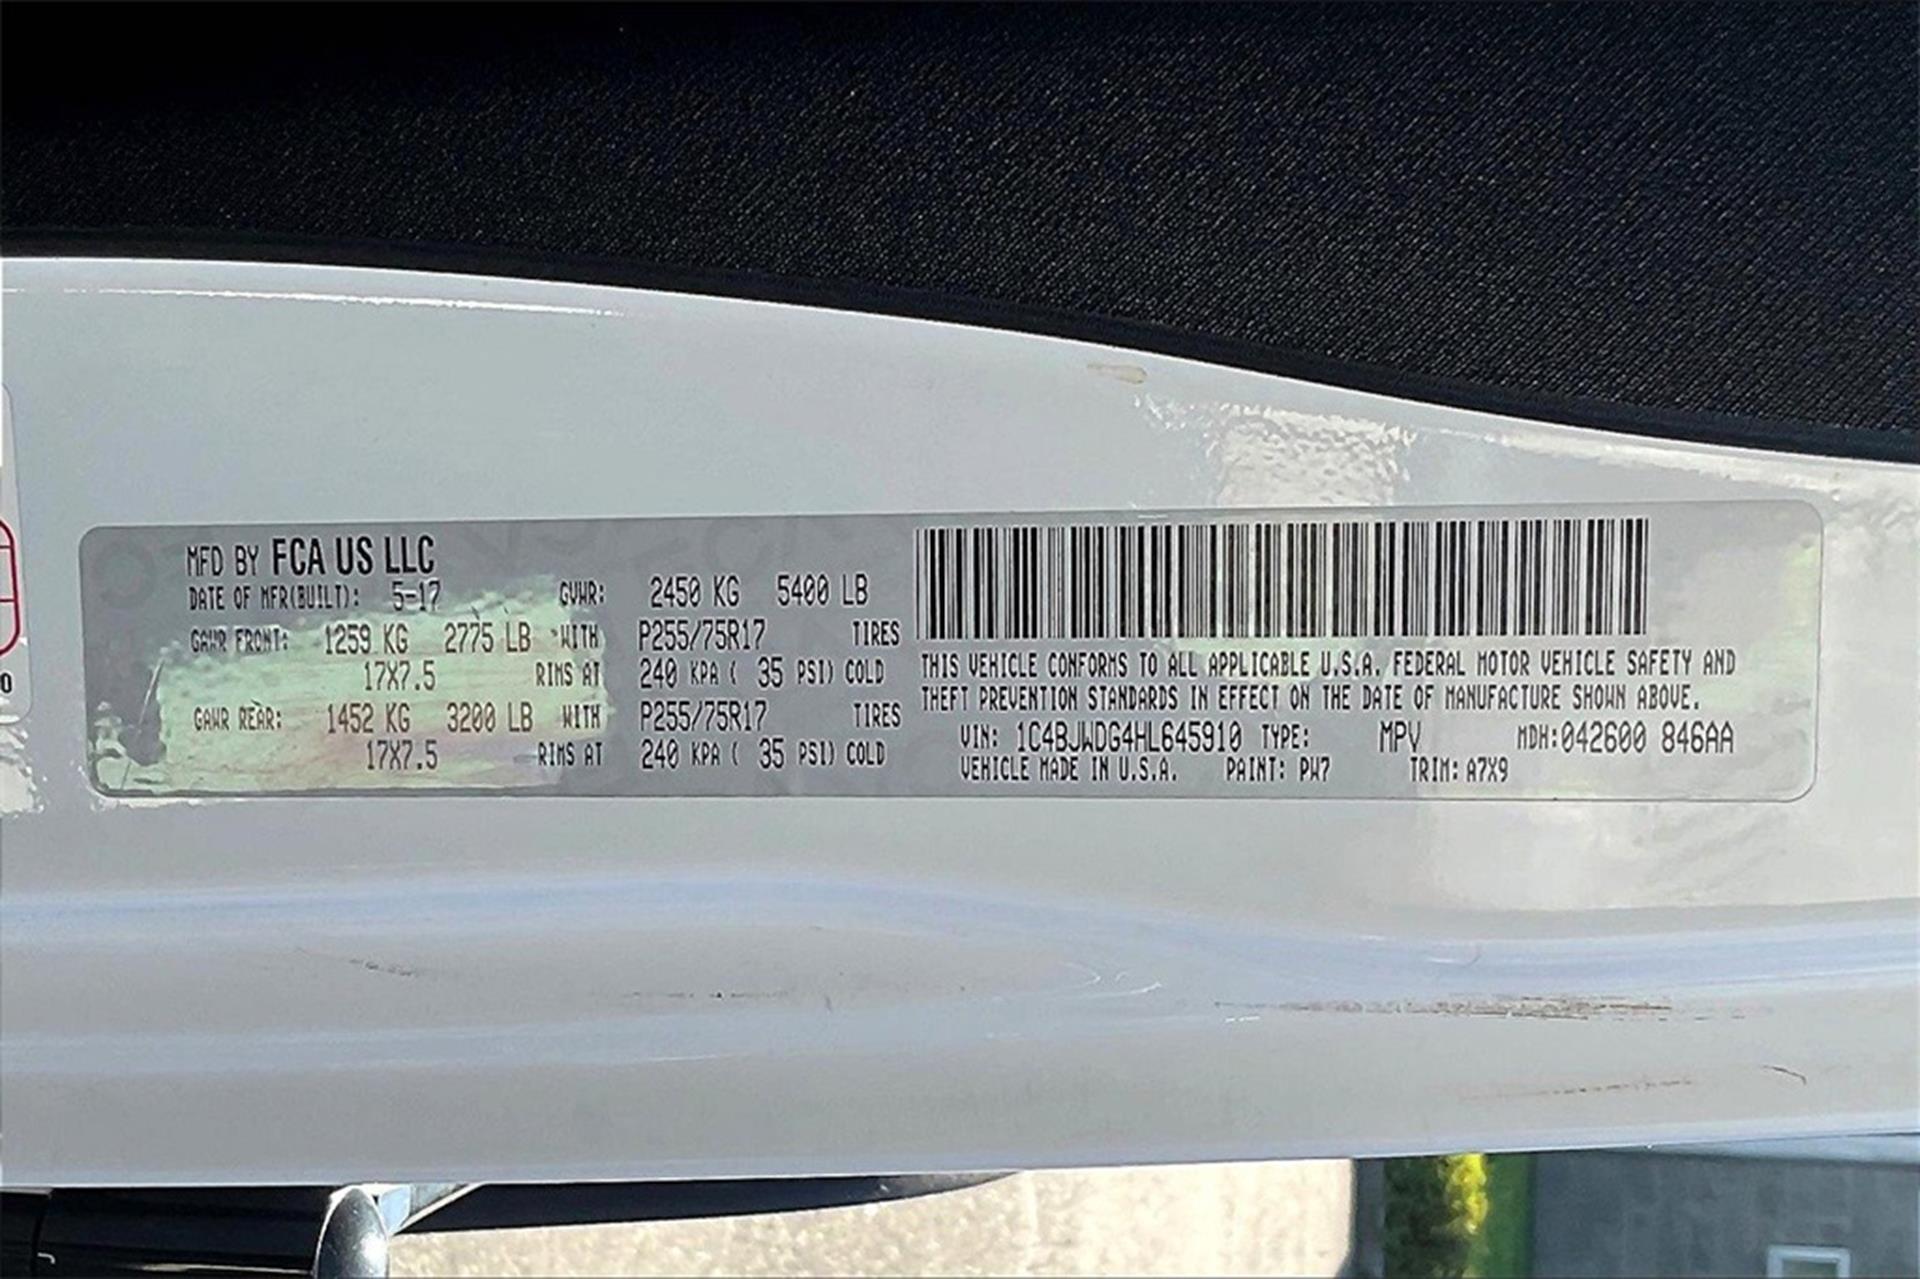 MFD BY FCA US LLC
DATE OF MFR(BUILT): 5-17 GVWR: 2450 KG 5400 LB
GAWR FRONT: 1259 KG 2775 LB WITH P255/75R17 TIRES
17X7.5 RIMS AT 240 KPA ( 35 PSI) COLD
GAWR REAR: 1452 KG 3200 LB WITH P255/75R17 TIRES
17X7.5 RIMS AT 240 KPA ( 35 PSI) COLD
THIS VEHICLE CONFORMS TO ALL APPLICABLE U.S.A. FEDERAL MOTOR VEHICLE SAFETY AND
THEFT PREVENTION STANDARDS IN EFFECT ON THE DATE OF MANUFACTURE SHOWN ABOVE.
VIN: 1C4BJWDG4HL645910 TYPE: MPV MDH:042600 846AA
VEHICLE MADE IN U.S.A. PAINT: PW7 TRIM: A7X9
0